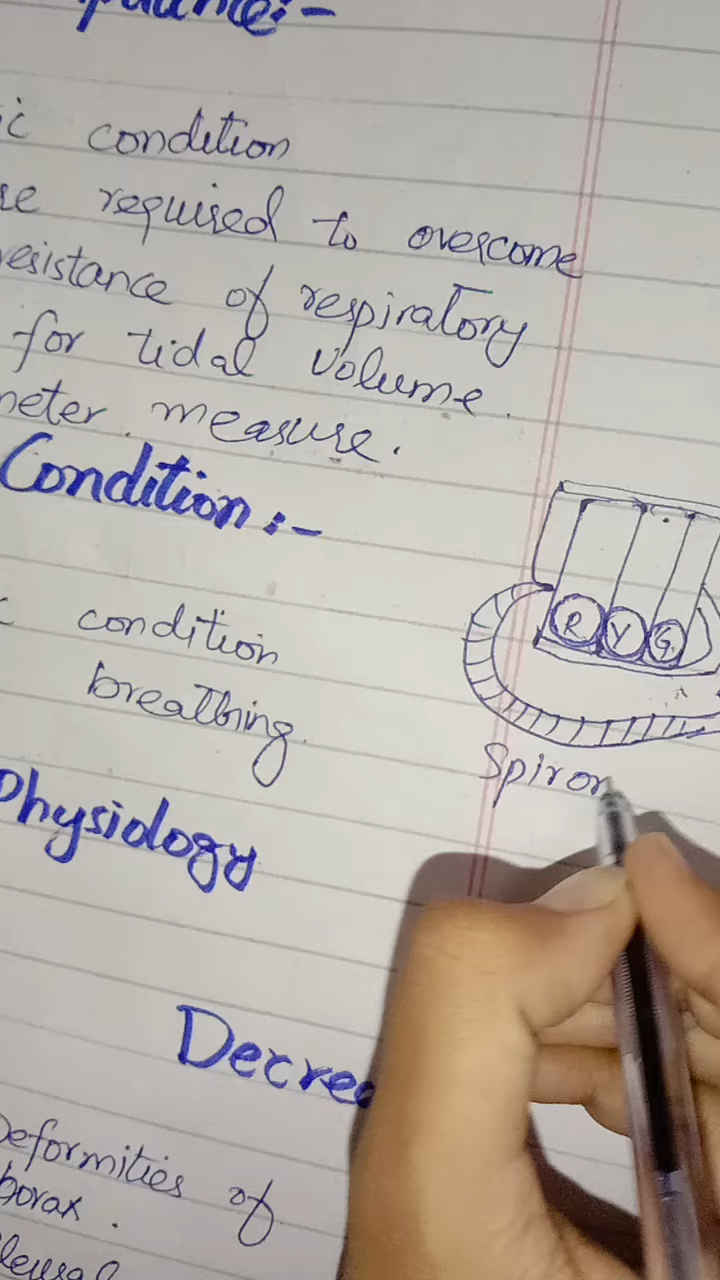 ic condition
required to overcome
resistance of respiratory
for tidal volume.
meter measure.
Condition :-
condition
breathing.
Physiology
R Y G
Spiror
Decrea
Deformities of
thorax.